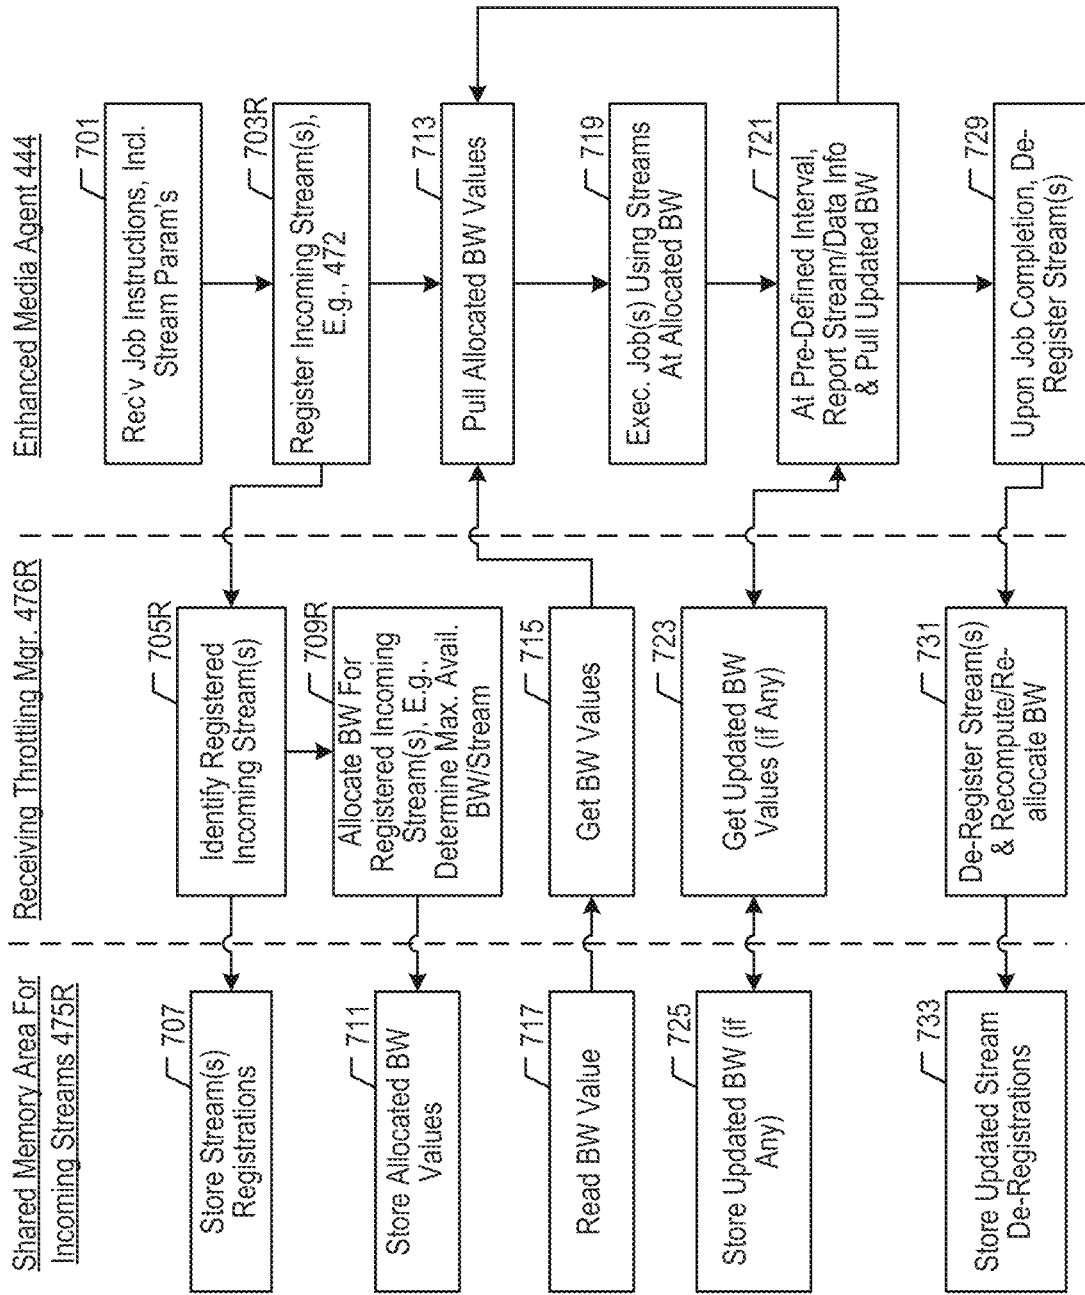 Shared Memory Area For
Incoming Streams 475R
Receiving Throttling Mgr. 476R
Enhanced Media Agent 444
701
Rec'v Job Instructions, Incl.
Stream Param's
703R
Register Incoming Stream(s),
E.g., 472
705R
Identify Registered
Incoming Stream(s)
707
Store Stream(s)
Registrations
709R
Allocate BW For
Registered Incoming
Stream(s), E.g.,
Determine Max. Avail.
BW/Stream
711
Store Allocated BW
Values
713
Pull Allocated BW Values
715
Get BW Values
717
Read BW Value
719
Exec. Job(s) Using Streams
At Allocated BW
721
At Pre-Defined Interval,
Report Stream/Data Info
& Pull Updated BW
723
Get Updated BW
Values (if Any)
725
Store Updated BW (if
Any)
729
Upon Job Completion, De-
Register Stream(s)
731
De-Register Stream(s)
& Recompute/Re-
allocate BW
733
Store Updated Stream
De-Registrations